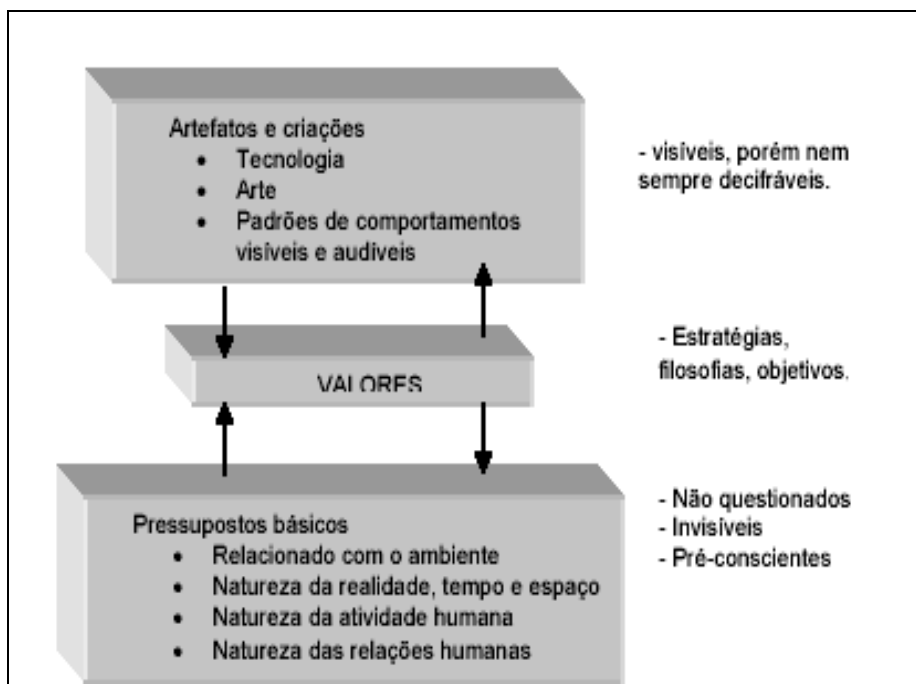 Artefatos e criações
• Tecnologia
• Arte
• Padrões de comportamentos
visíveis e audíveis
- visíveis, porém nem
sempre decifráveis.
VALORES
- Estratégias,
filosofias, objetivos.
Pressupostos básicos
• Relacionado com o ambiente
• Natureza da realidade, tempo e espaço
• Natureza da atividade humana
• Natureza das relações humanas
- Não questionados
- Invisíveis
- Pré-conscientes